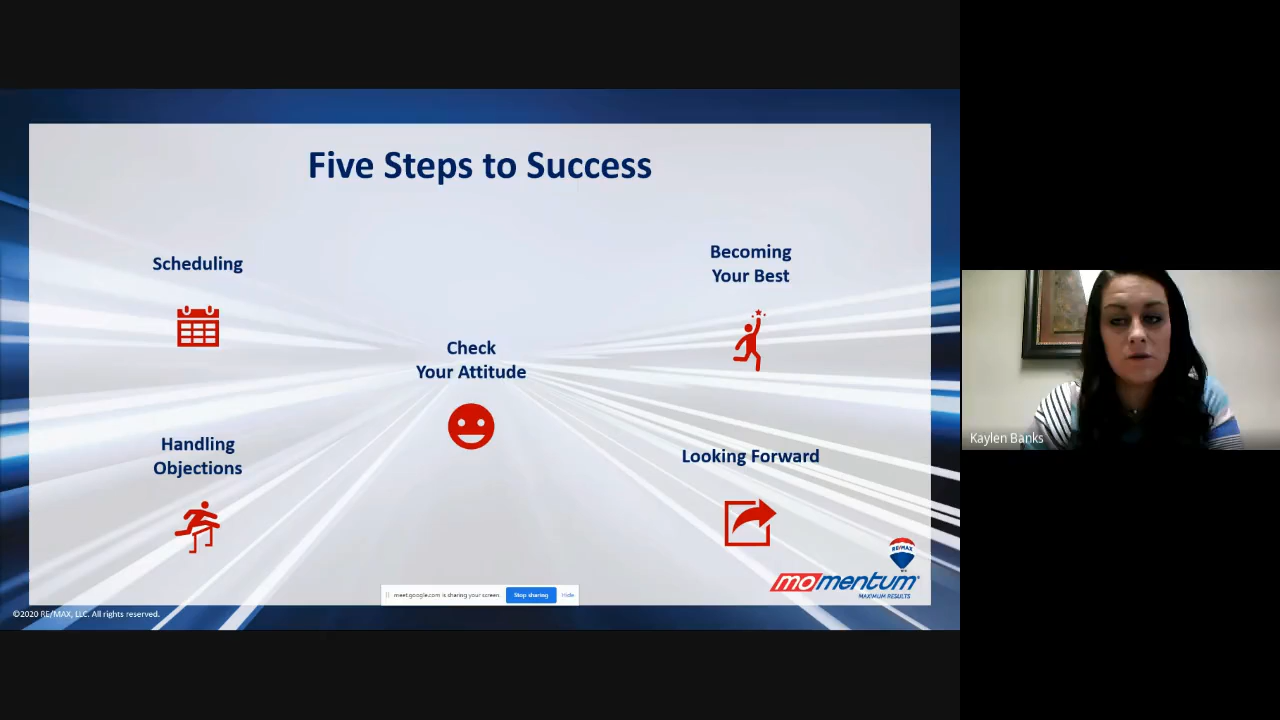 Five Steps to Success
Scheduling
Becoming
Your Best
Check
Your Attitude
Handling
Objections
Looking Forward
RE/MAX
momentum®
MAXIMUM RESULTS
meet.google.com is sharing your screen.
Stop sharing
Hide
©2020 RE/MAX, LLC. All rights reserved.
Kaylen Banks